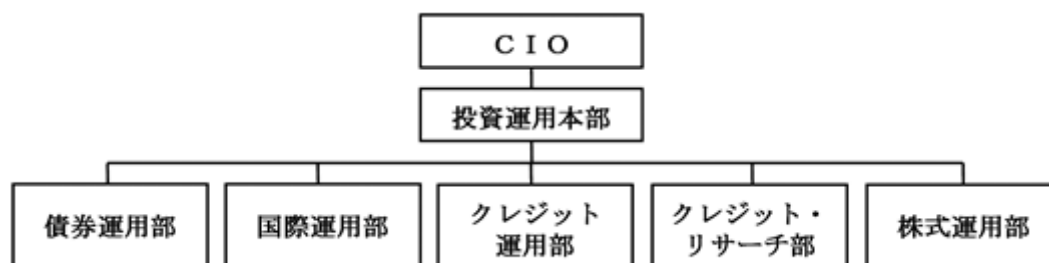 CIO
投資運用本部
債券運用部
国際運用部
クレジット
運用部
クレジット・
リサーチ部
株式運用部